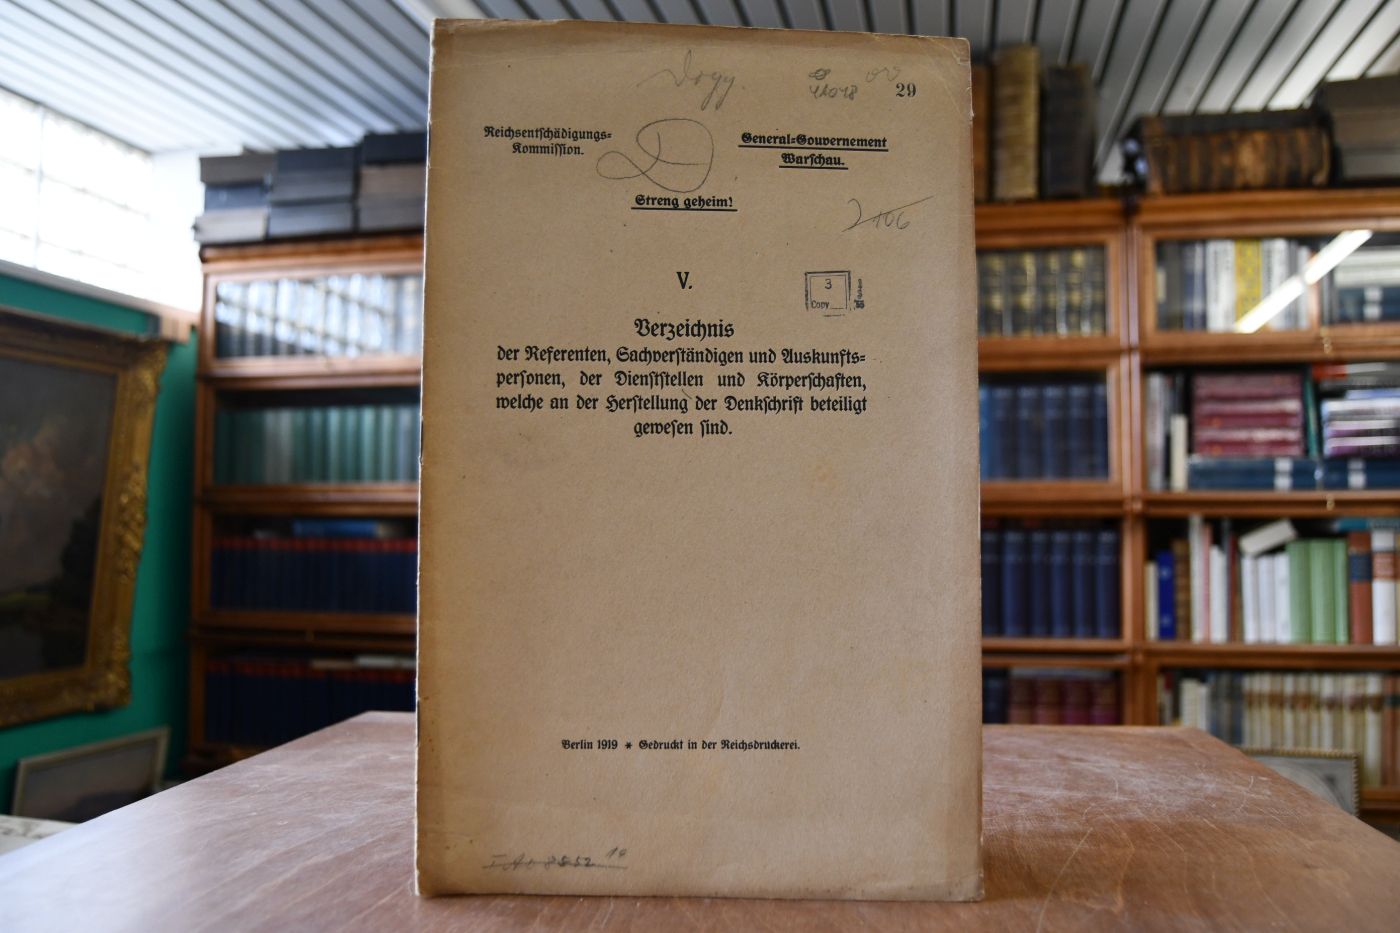 29
Reichsentschädigungs=
Kommission.
General=Gouvernement
Warschau.
Streng geheim!
2106
V.
3
Copy
Verzeichnis
der Referenten, Sachverständigen und Auskunfts=
personen, der Dienststellen und Körperschaften,
welche an der Herstellung der Denkschrift beteiligt
gewesen sind.
Berlin 1919 * Gedruckt in der Reichsdruckerei.